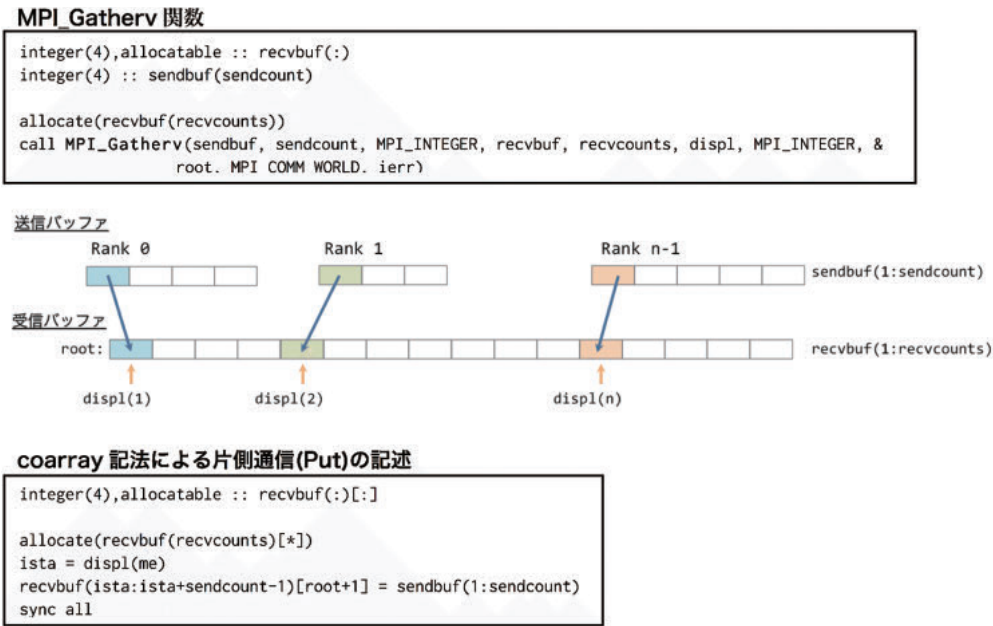 MPI_Gatherv 関数
integer(4),allocatable :: recvbuf(:)
integer(4) :: sendbuf(sendcount)
allocate(recvbuf(recvcounts))
call MPI_Gatherv(sendbuf, sendcount, MPI_INTEGER, recvbuf, recvcounts, displ, MPI_INTEGER, &
root, MPI_COMM_WORLD, ierr)
送信バッファ
Rank 0 Rank 1 Rank n-1
sendbuf(1:sendcount)
受信バッファ
root: recvbuf(1:recvcounts)
displ(1) displ(2) displ(n)
coarray 記法による片側通信(Put)の記述
integer(4),allocatable :: recvbuf(:)[:]
allocate(recvbuf(recvcounts)[*])
ista = displ(me)
recvbuf(ista:ista+sendcount-1)[root+1] = sendbuf(1:sendcount)
sync all